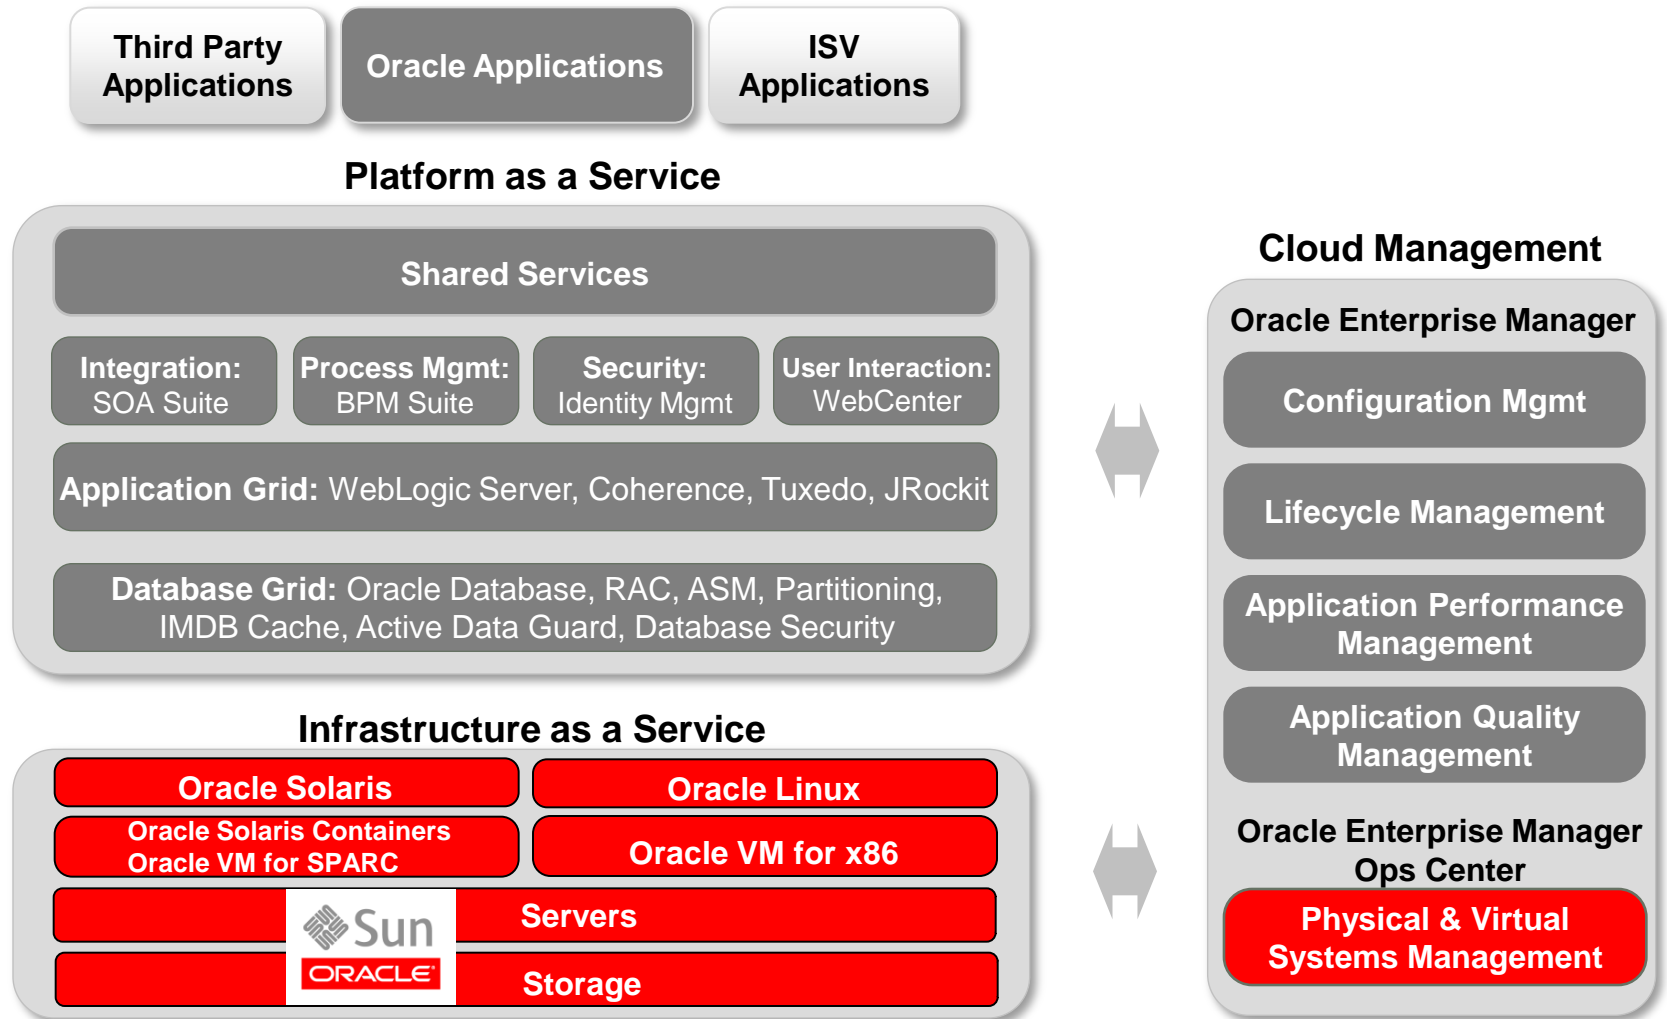 Third Party
Applications
Oracle Applications
ISV
Applications
Platform as a Service
Shared Services
Integration:
SOA Suite
Process Mgmt:
BPM Suite
Security:
Identity Mgmt
User Interaction:
WebCenter
Application Grid: WebLogic Server, Coherence, Tuxedo, JRockit
Database Grid: Oracle Database, RAC, ASM, Partitioning,
IMDB Cache, Active Data Guard, Database Security
Infrastructure as a Service
Oracle Solaris
Oracle Linux
Oracle Solaris Containers
Oracle VM for SPARC
Oracle VM for x86
Servers
Sun
ORACLE
Storage
Cloud Management
Oracle Enterprise Manager
Configuration Mgmt
Lifecycle Management
Application Performance
Management
Application Quality
Management
Oracle Enterprise Manager
Ops Center
Physical & Virtual
Systems Management